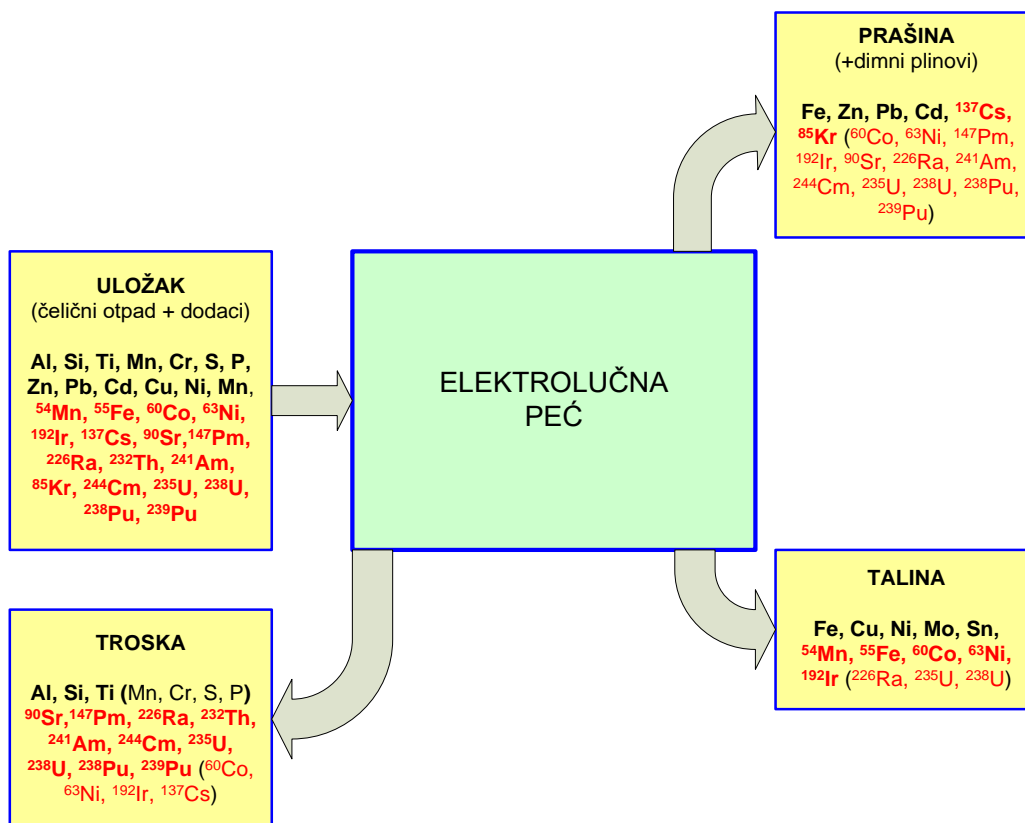 PRAŠINA
(+dimni plinovi)
Fe, Zn, Pb, Cd, ¹³⁷Cs,
⁸⁵Kr (⁶⁰Co, ⁶³Ni, ¹⁴⁷Pm,
¹⁹²Ir, ⁹⁰Sr, ²²⁶Ra, ²⁴¹Am,
²⁴⁴Cm, ²³⁵U, ²³⁸U, ²³⁸Pu,
²³⁹Pu)
ULOŽAK
(čelični otpad + dodaci)
Al, Si, Ti, Mn, Cr, S, P,
Zn, Pb, Cd, Cu, Ni, Mn,
⁵⁴Mn, ⁵⁵Fe, ⁶⁰Co, ⁶³Ni,
¹⁹²Ir, ¹³⁷Cs, ⁹⁰Sr,¹⁴⁷Pm,
²²⁶Ra, ²³²Th, ²⁴¹Am,
⁸⁵Kr, ²⁴⁴Cm, ²³⁵U, ²³⁸U,
²³⁸Pu, ²³⁹Pu
ELEKTROLUČNA
PEĆ
TROSKA
Al, Si, Ti (Mn, Cr, S, P)
⁹⁰Sr,¹⁴⁷Pm, ²²⁶Ra, ²³²Th,
²⁴¹Am, ²⁴⁴Cm, ²³⁵U,
²³⁸U, ²³⁸Pu, ²³⁹Pu (⁶⁰Co,
⁶³Ni, ¹⁹²Ir, ¹³⁷Cs)
TALINA
Fe, Cu, Ni, Mo, Sn,
⁵⁴Mn, ⁵⁵Fe, ⁶⁰Co, ⁶³Ni,
¹⁹²Ir (²²⁶Ra, ²³⁵U, ²³⁸U)